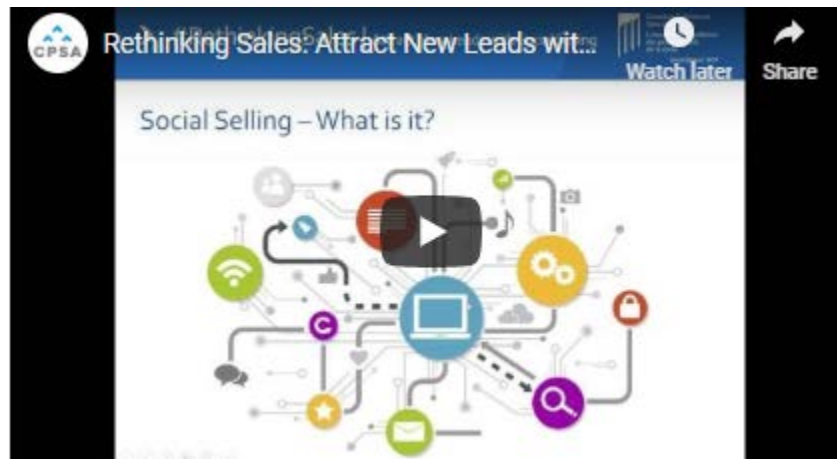 CPSA
Rethinking Sales: Attract New Leads wit...
Watch later
Share
Social Selling – What is it?